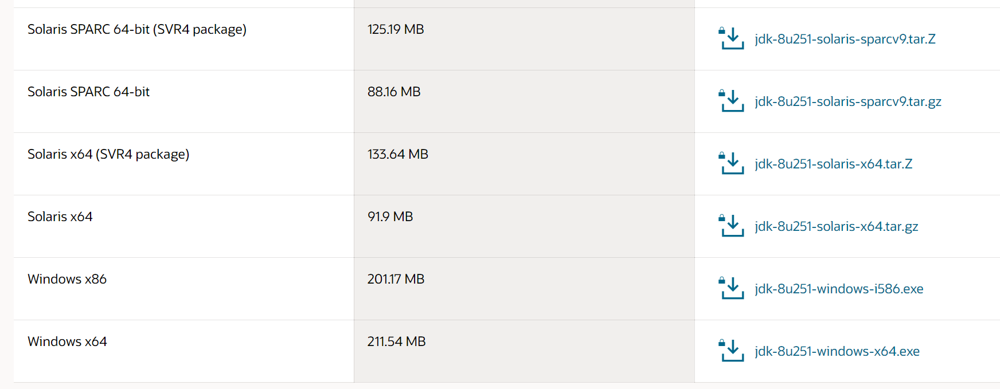 Solaris SPARC 64-bit (SVR4 package) 125.19 MB jdk-8u251-solaris-sparcv9.tar.Z
Solaris SPARC 64-bit 88.16 MB jdk-8u251-solaris-sparcv9.tar.gz
Solaris x64 (SVR4 package) 133.64 MB jdk-8u251-solaris-x64.tar.Z
Solaris x64 91.9 MB jdk-8u251-solaris-x64.tar.gz
Windows x86 201.17 MB jdk-8u251-windows-i586.exe
Windows x64 211.54 MB jdk-8u251-windows-x64.exe